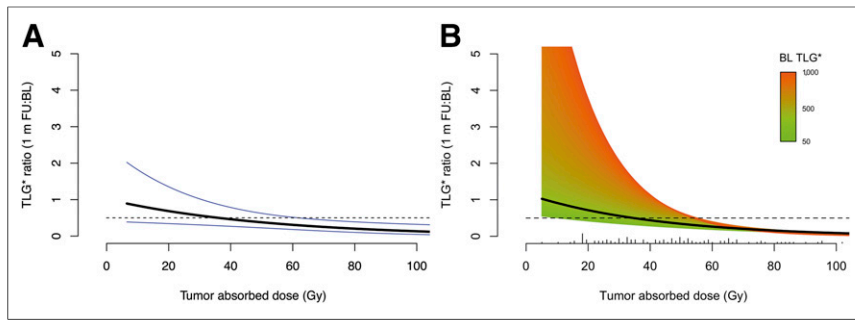 A
TLG* ratio (1 m FU:BL)
5
4
3
2
1
0
0 20 40 60 80 100
Tumor absorbed dose (Gy)
B
TLG* ratio (1 m FU:BL)
5
4
3
2
1
0
BL TLG*
1,000
500
50
20 40 60 80 100
Tumor absorbed dose (Gy)